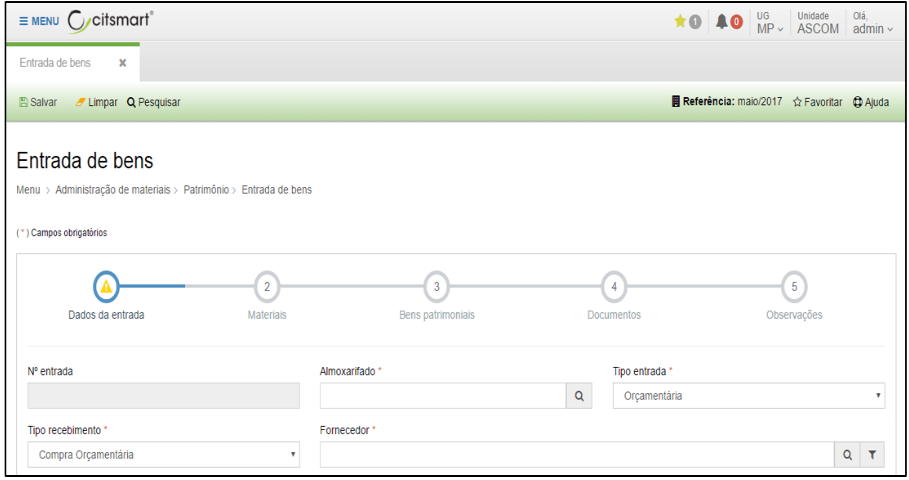 MENU citsmart 1 0 UG MP Unidade ASCOM Olá, admin
Entrada de bens ×
Salvar Limpar Pesquisar Referência: maio/2017 Favoritar Ajuda
Entrada de bens
Menu > Administração de materiais > Patrimônio > Entrada de bens
( * ) Campos obrigatórios
2 3 4 5
Dados da entrada Materiais Bens patrimoniais Documentos Observações
Nº entrada Almoxarifado * Tipo entrada *
Orçamentária
Tipo recebimento * Fornecedor *
Compra Orçamentária